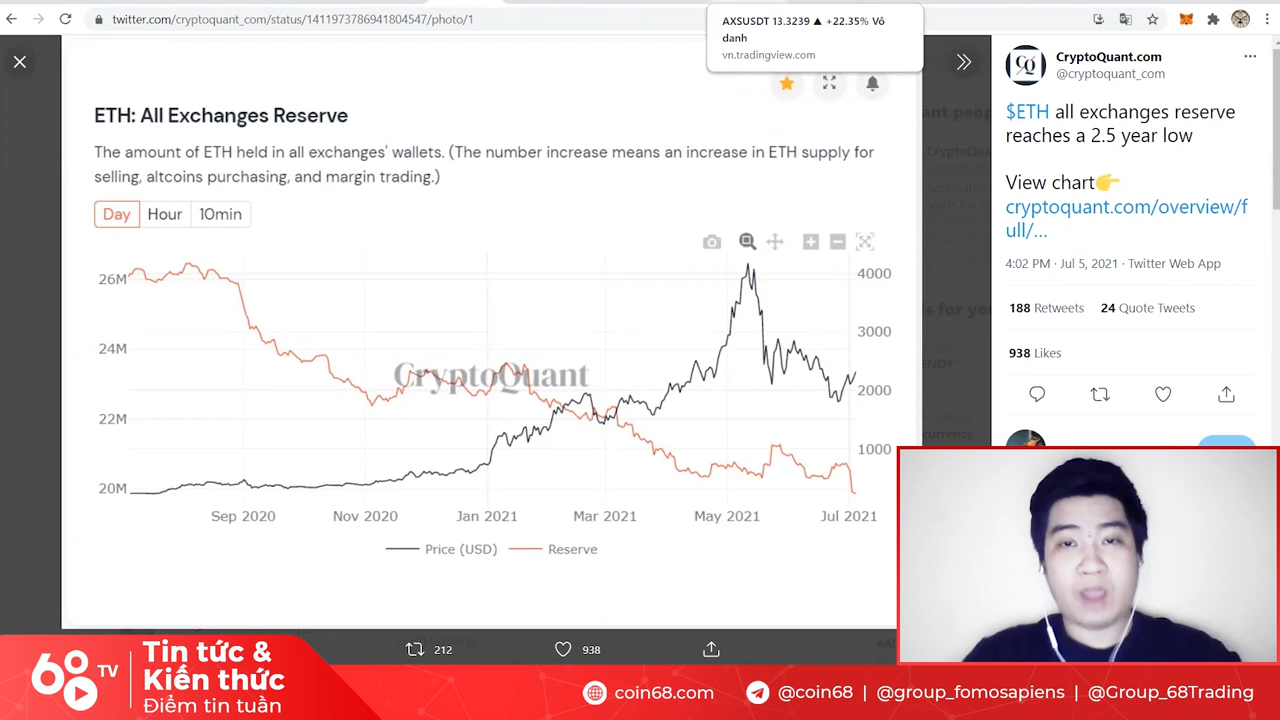 twitter.com/cryptoquant_com/status/1411973786941804547/photo/1
AXSUSDT 13.3239 ▲ +22.35% Vô
danh
vn.tradingview.com
CryptoQuant.com
@cryptoquant_com
$ETH all exchanges reserve
reaches a 2.5 year low
View chart👉
cryptoquant.com/overview/f
ull/...
4:02 PM · Jul 5, 2021 · Twitter Web App
188 Retweets 24 Quote Tweets
938 Likes
ETH: All Exchanges Reserve
The amount of ETH held in all exchanges' wallets. (The number increase means an increase in ETH supply for
selling, altcoins purchasing, and margin trading.)
Day Hour 10min
26M 4000
3000
24M
CryptoQuant
2000
22M
1000
20M
Sep 2020 Nov 2020 Jan 2021 Mar 2021 May 2021 Jul 2021
Price (USD) Reserve
212 938
68 TV
Tin tức &
Kiến thức
Điểm tin tuần
coin68.com @coin68 | @group_fomosapiens | @Group_68Trading